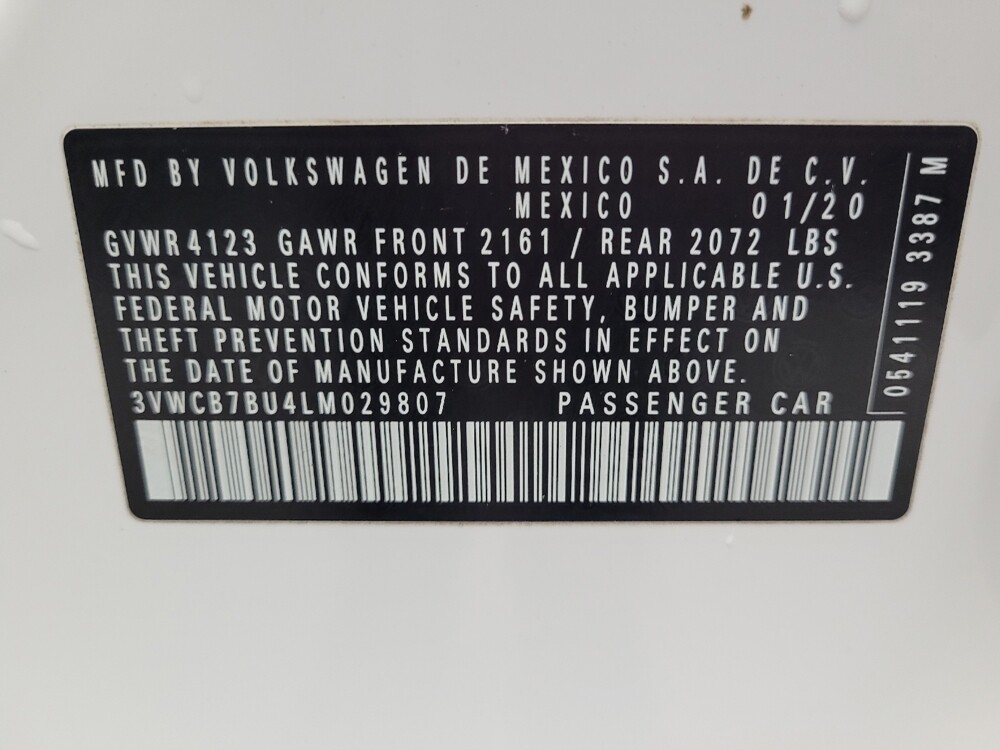 MFD BY VOLKSWAGEN DE MEXICO S.A. DE C.V.
MEXICO 01/20
GVWR 4123 GAWR FRONT 2161 / REAR 2072 LBS
THIS VEHICLE CONFORMS TO ALL APPLICABLE U.S.
FEDERAL MOTOR VEHICLE SAFETY, BUMPER AND
THEFT PREVENTION STANDARDS IN EFFECT ON
THE DATE OF MANUFACTURE SHOWN ABOVE.
3VWCB7BU4LM029807 PASSENGER CAR
0541119 3387 M